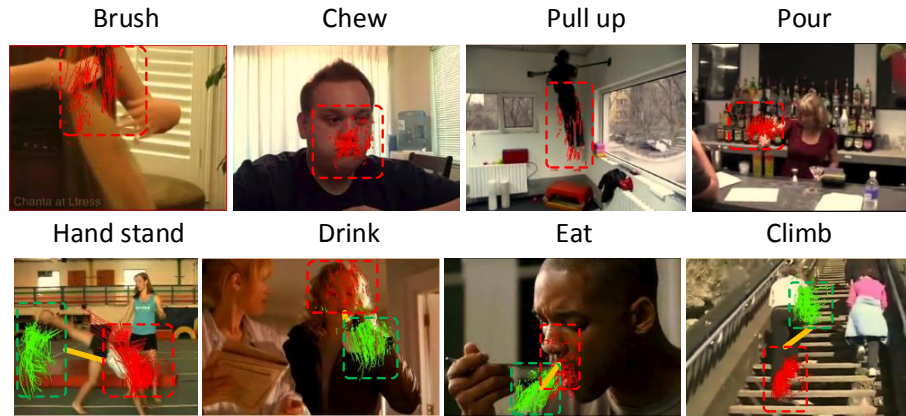 Brush
Chew
Pull up
Pour
Chanta at Ltress
Hand stand
Drink
Eat
Climb